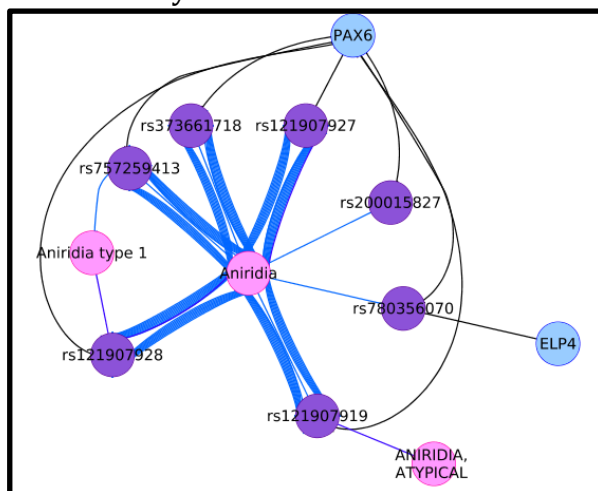 PAX6
rs373661718
rs121907927
rs757259413
rs200015827
Aniridia type 1
Aniridia
rs780356070
ELP4
rs121907928
rs121907919
ANIRIDIA,
ATYPICAL